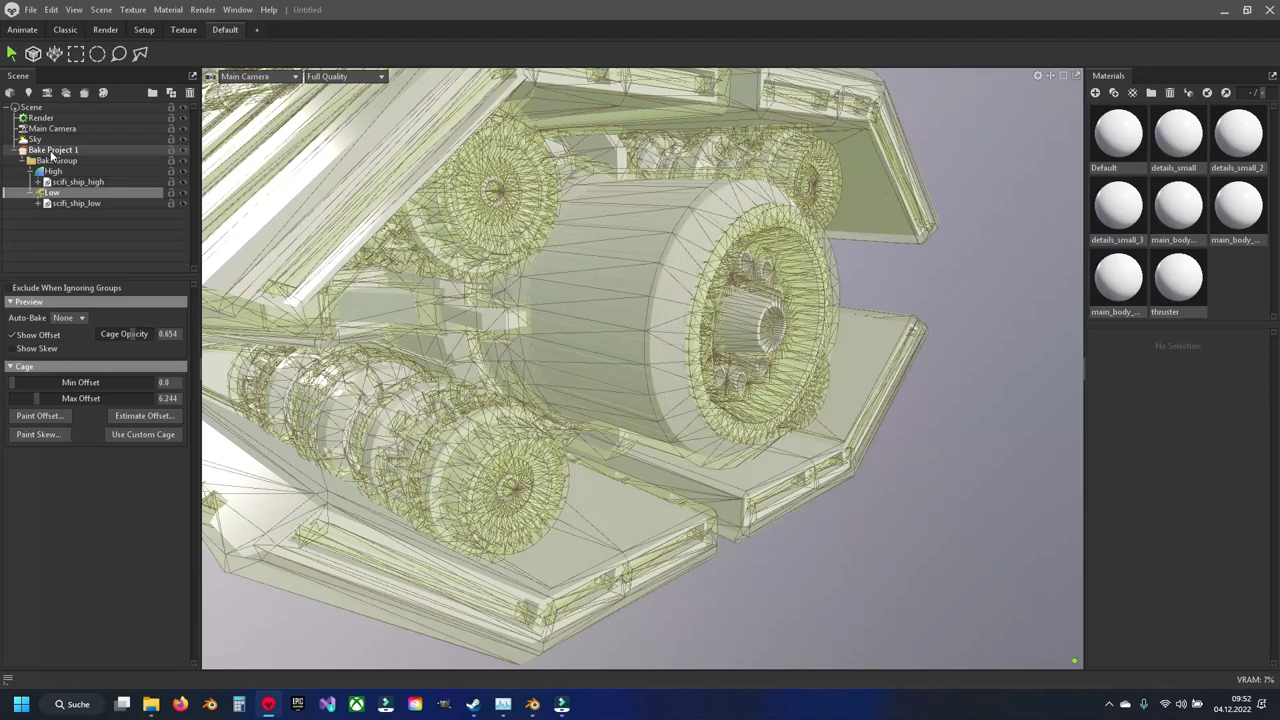 File Edit Scene Texture Material Render Window Help Untitled
Animate Classic Render Setup Texture Default +
Scene
Main Camera Full Quality
Materials
Scene
Render
Main Camera
Sky
Bake Project 1
High
scifi_ship_high
Low
scifi_ship_low
Default details_small details_small_2
details_small_3 main_body_... main_body_...
main_body_... thruster
No Selection
Exclude When Ignoring Groups
Preview
Auto-Bake None
Show Offset Cage Opacity 0.654
Show Skew
Cage
Min Offset 0.0
Max Offset 6.244
Paint Offset... Estimate Offset...
Paint Skew... Use Custom Cage
VRAM: 7%
Suche
EPIC
09:52
04.12.2022